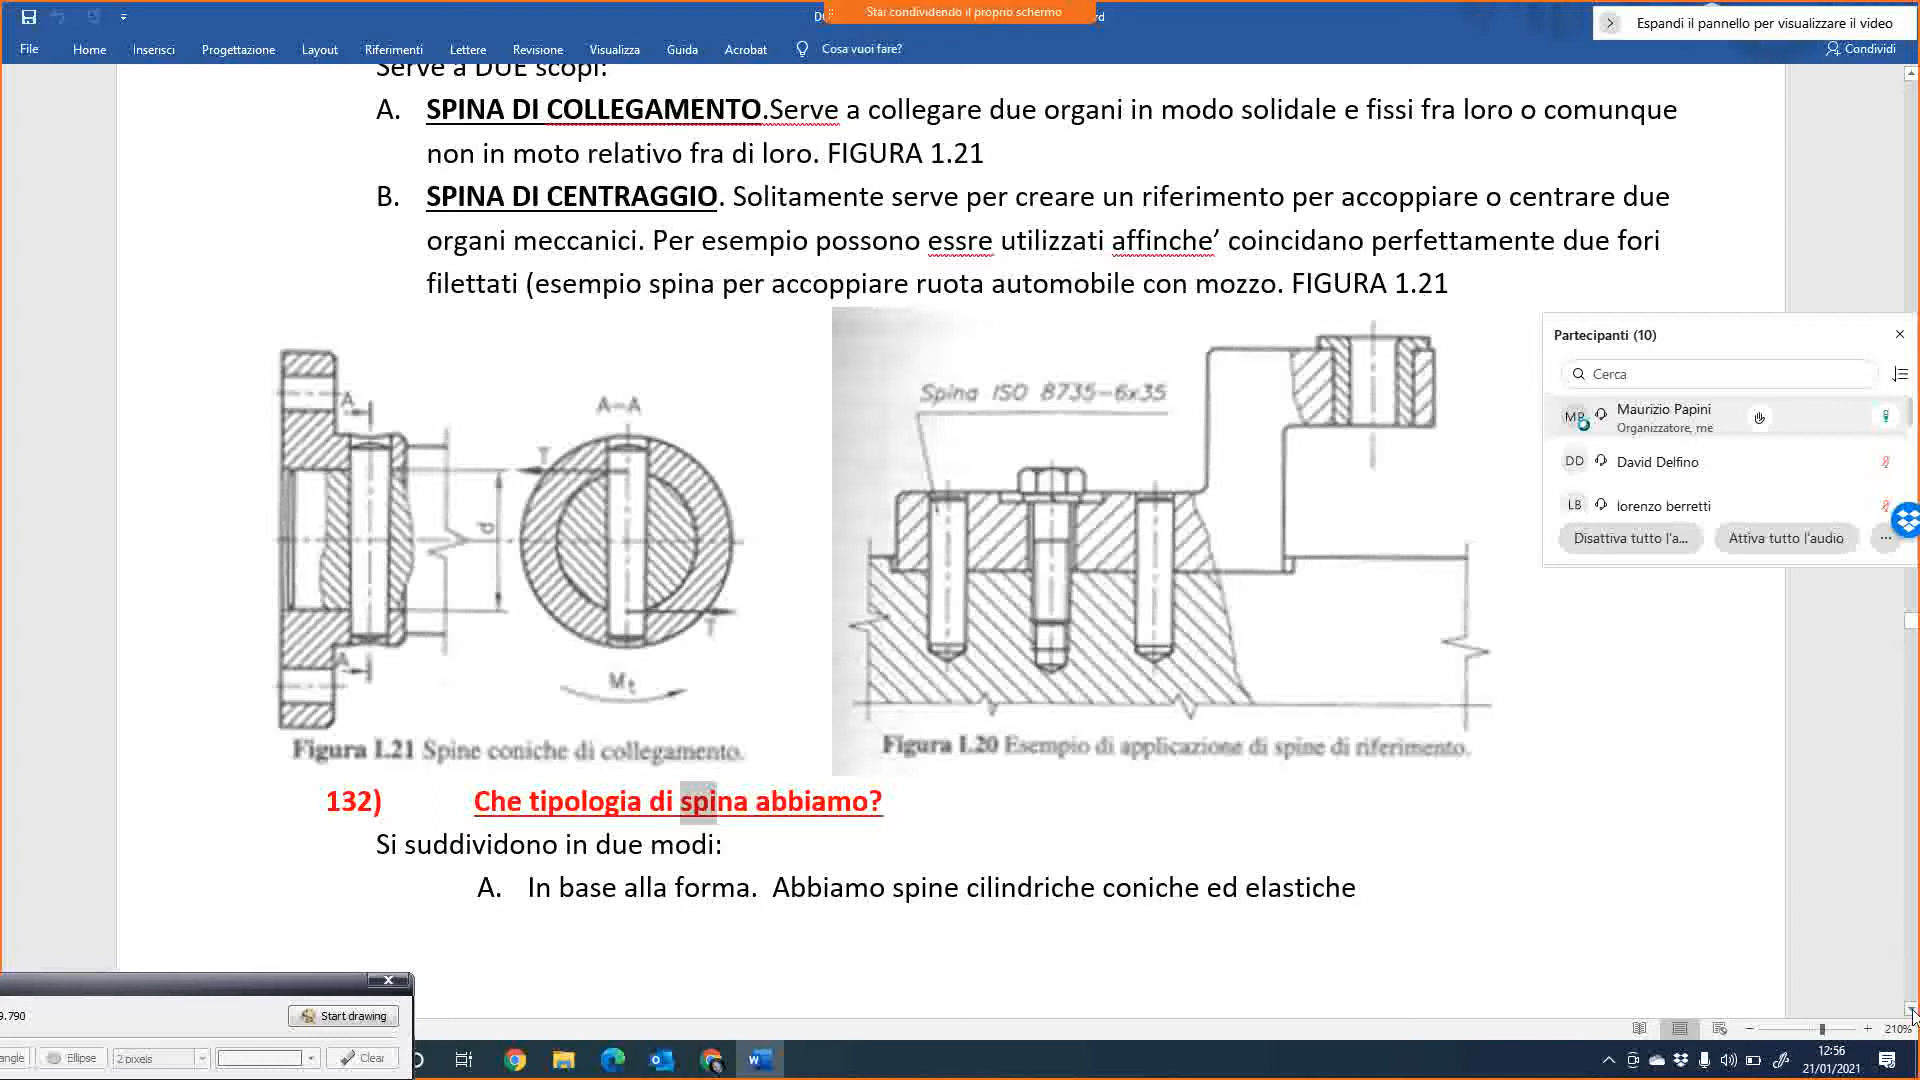 Stai condividendo il proprio schermo
Espandi il pannello per visualizzare il video
File Home Inserisci Progettazione Layout Riferimenti Lettere Revisione Visualizza Guida Acrobat Cosa vuoi fare? Condividi
Serve a DUE scopi:
A. SPINA DI COLLEGAMENTO.Serve a collegare due organi in modo solidale e fissi fra loro o comunque
non in moto relativo fra di loro. FIGURA 1.21
B. SPINA DI CENTRAGGIO. Solitamente serve per creare un riferimento per accoppiare o centrare due
organi meccanici. Per esempio possono essre utilizzati affinche’ coincidano perfettamente due fori
filettati (esempio spina per accoppiare ruota automobile con mozzo. FIGURA 1.21
A
A-A
T
d
T
A
Mt
Figura I.21 Spine coniche di collegamento.
Spina ISO 8735-6x35
Figura I.20 Esempio di applicazione di spine di riferimento.
132) Che tipologia di spina abbiamo?
Si suddividono in due modi:
A. In base alla forma. Abbiamo spine cilindriche coniche ed elastiche
Partecipanti (10)
Cerca
Maurizio Papini
Organizzatore, me
DD David Delfino
LB lorenzo berretti
Disattiva tutto l'a... Attiva tutto l'audio ...
9.790
Start drawing
angle Ellipse 2 pixels Clear
210%
12:56
21/01/2021